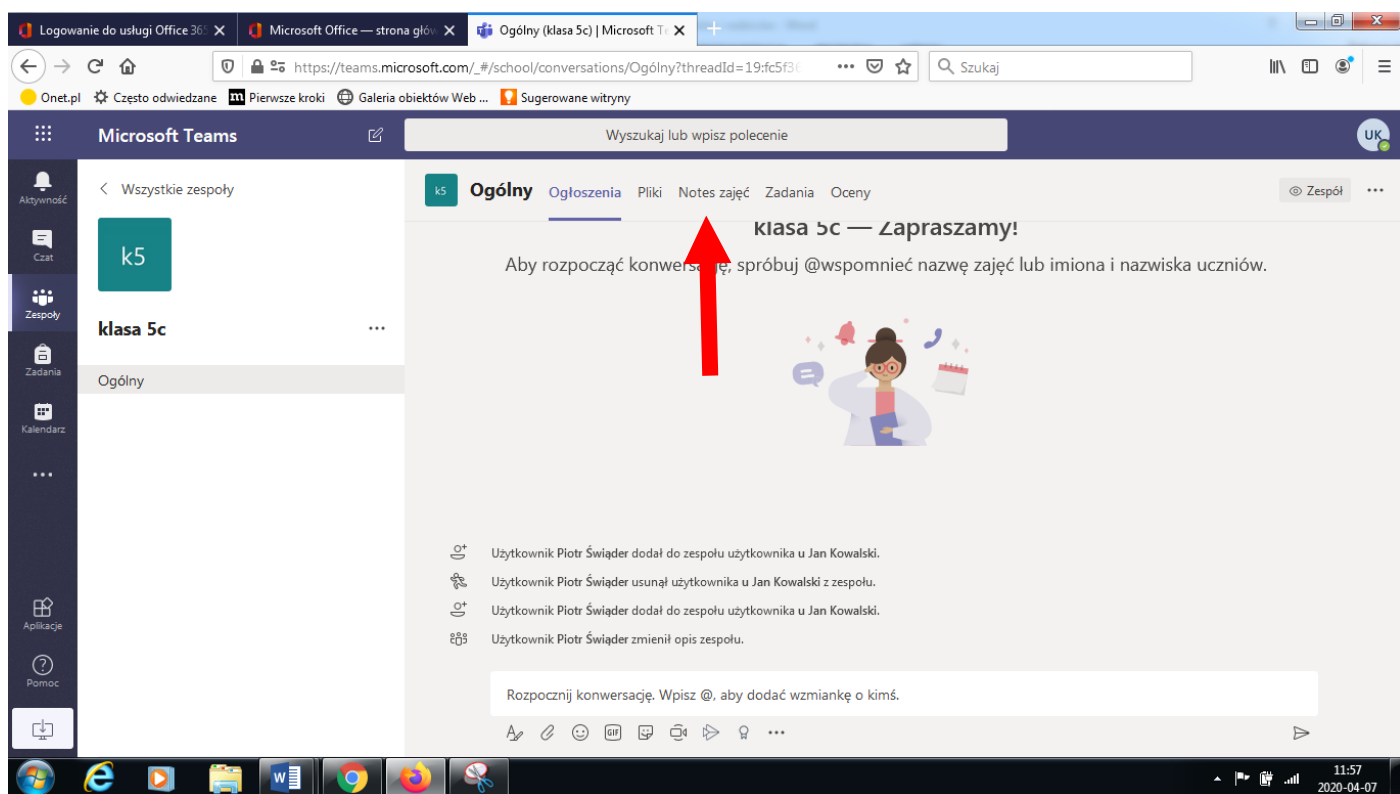 Logowanie do usługi Office 365
Microsoft Office — strona głów
Ogólny (klasa 5c) | Microsoft Te
https://teams.microsoft.com/_#/school/conversations/Ogólny?threadId=19:fc5f36
Szukaj
Onet.pl Często odwiedzane Pierwsze kroki Galeria obiektów Web ... Sugerowane witryny
Microsoft Teams
Wyszukaj lub wpisz polecenie
UK
Aktywność
Czat
Zespoły
Zadania
Kalendarz
Aplikacje
Pomoc
Wszystkie zespoły
k5
klasa 5c
Ogólny
k5 Ogólny Ogłoszenia Pliki Notes zajęć Zadania Oceny
Zespół
klasa 5c — Zapraszamy!
Aby rozpocząć konwersację, spróbuj @wspomnieć nazwę zajęć lub imiona i nazwiska uczniów.
Użytkownik Piotr Świąder dodał do zespołu użytkownika u Jan Kowalski.
Użytkownik Piotr Świąder usunął użytkownika u Jan Kowalski z zespołu.
Użytkownik Piotr Świąder dodał do zespołu użytkownika u Jan Kowalski.
Użytkownik Piotr Świąder zmienił opis zespołu.
Rozpocznij konwersację. Wpisz @, aby dodać wzmiankę o kimś.
GIF
11:57
2020-04-07